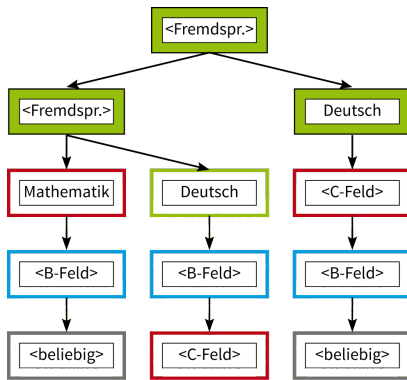 <Fremdspr.>
<Fremdspr.>
Deutsch
Mathematik
Deutsch
<C-Feld>
<B-Feld>
<B-Feld>
<B-Feld>
<beliebig>
<C-Feld>
<beliebig>